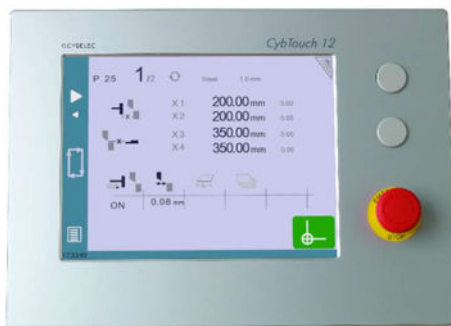 CYBELEC CybTouch 12
P 25 1/2 Steel 1.0 mm
X1 200.00 mm 0.00
X2 200.00 mm 0.00
X3 350.00 mm 0.00
X4 350.00 mm 0.00
ON 0.08 mm
STOP